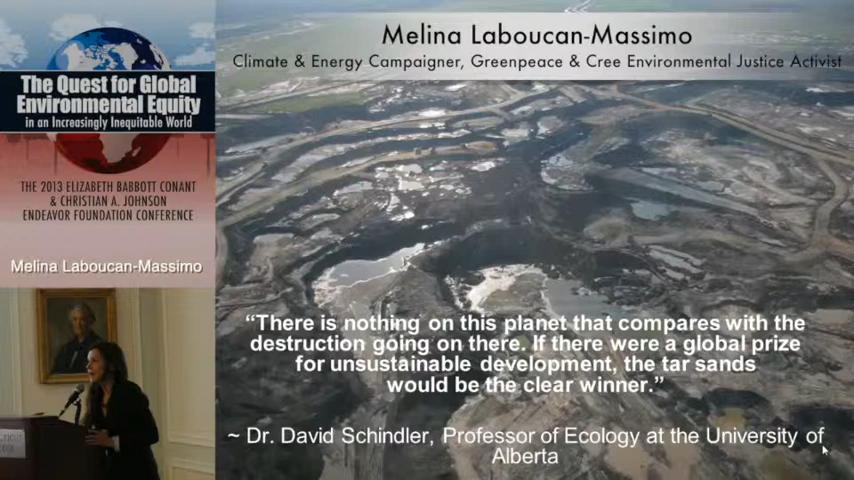 Melina Laboucan-Massimo
Climate & Energy Campaigner, Greenpeace & Cree Environmental Justice Activist
The Quest for Global
Environmental Equity
in an Increasingly Inequitable World
THE 2013 ELIZABETH BABBOTT CONANT
& CHRISTIAN A. JOHNSON
ENDEAVOR FOUNDATION CONFERENCE
Melina Laboucan-Massimo
“There is nothing on this planet that compares with the
destruction going on there. If there were a global prize
for unsustainable development, the tar sands
would be the clear winner.”
~ Dr. David Schindler, Professor of Ecology at the University of
Alberta